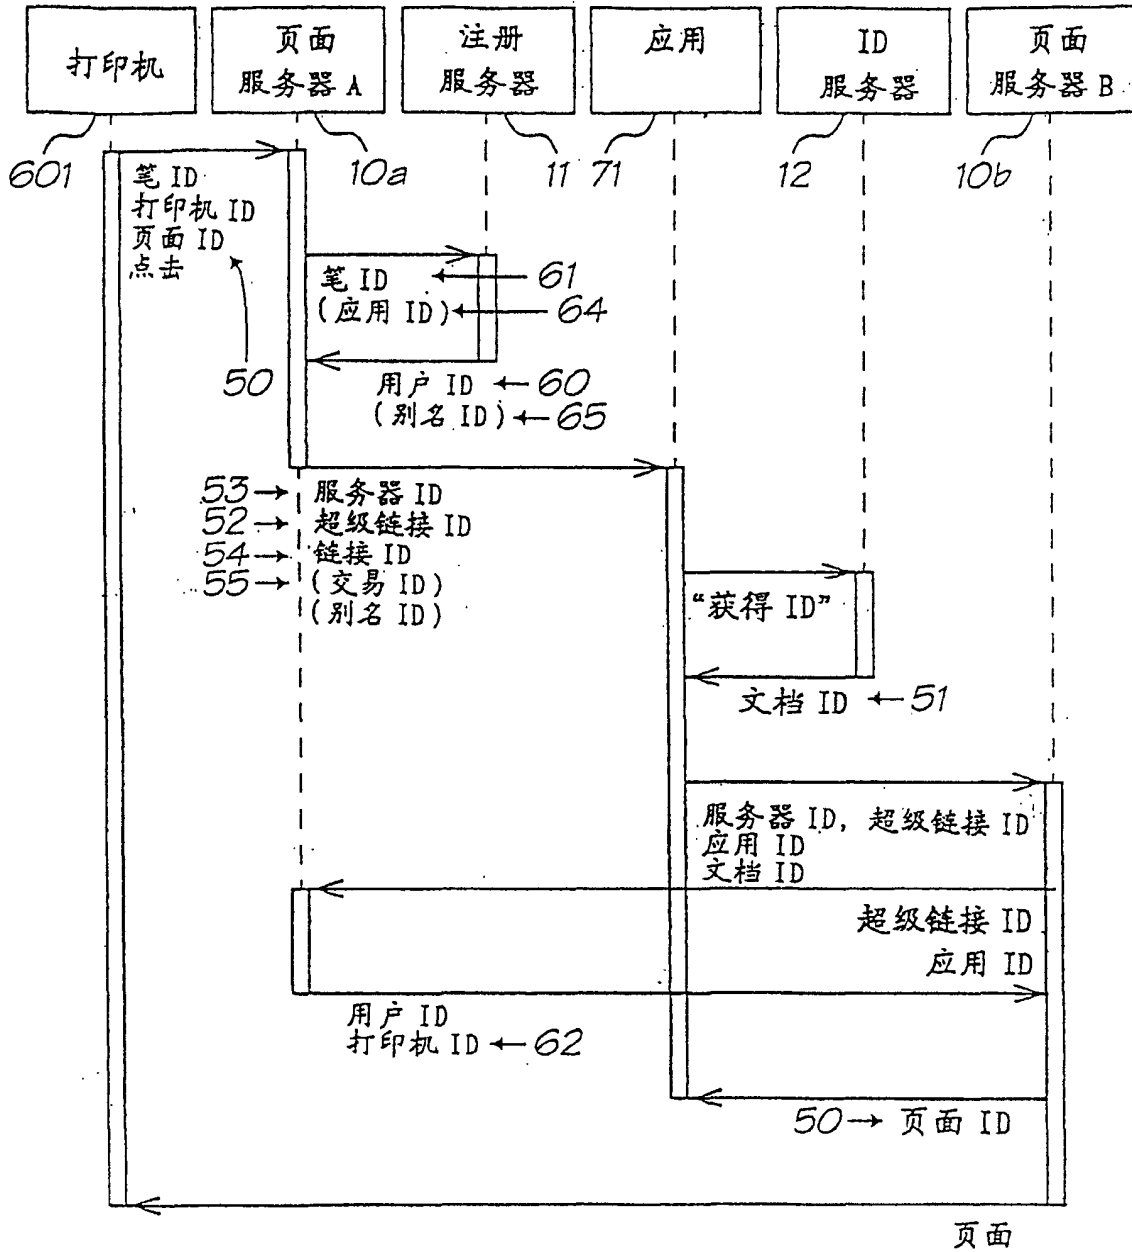 打印机
页面
服务器 A
注册
服务器
应用
ID
服务器
页面
服务器 B
601
10a
11
71
12
10b
笔 ID
打印机 ID
页面 ID
点击
50
笔 ID
61
(应用 ID)
64
用户 ID
60
(别名 ID)
65
53
服务器 ID
52
超级链接 ID
54
链接 ID
55
(交易 ID)
(别名 ID)
“获得 ID”
文档 ID
51
服务器 ID, 超级链接 ID
应用 ID
文档 ID
超级链接 ID
应用 ID
用户 ID
打印机 ID
62
50
页面 ID
页面